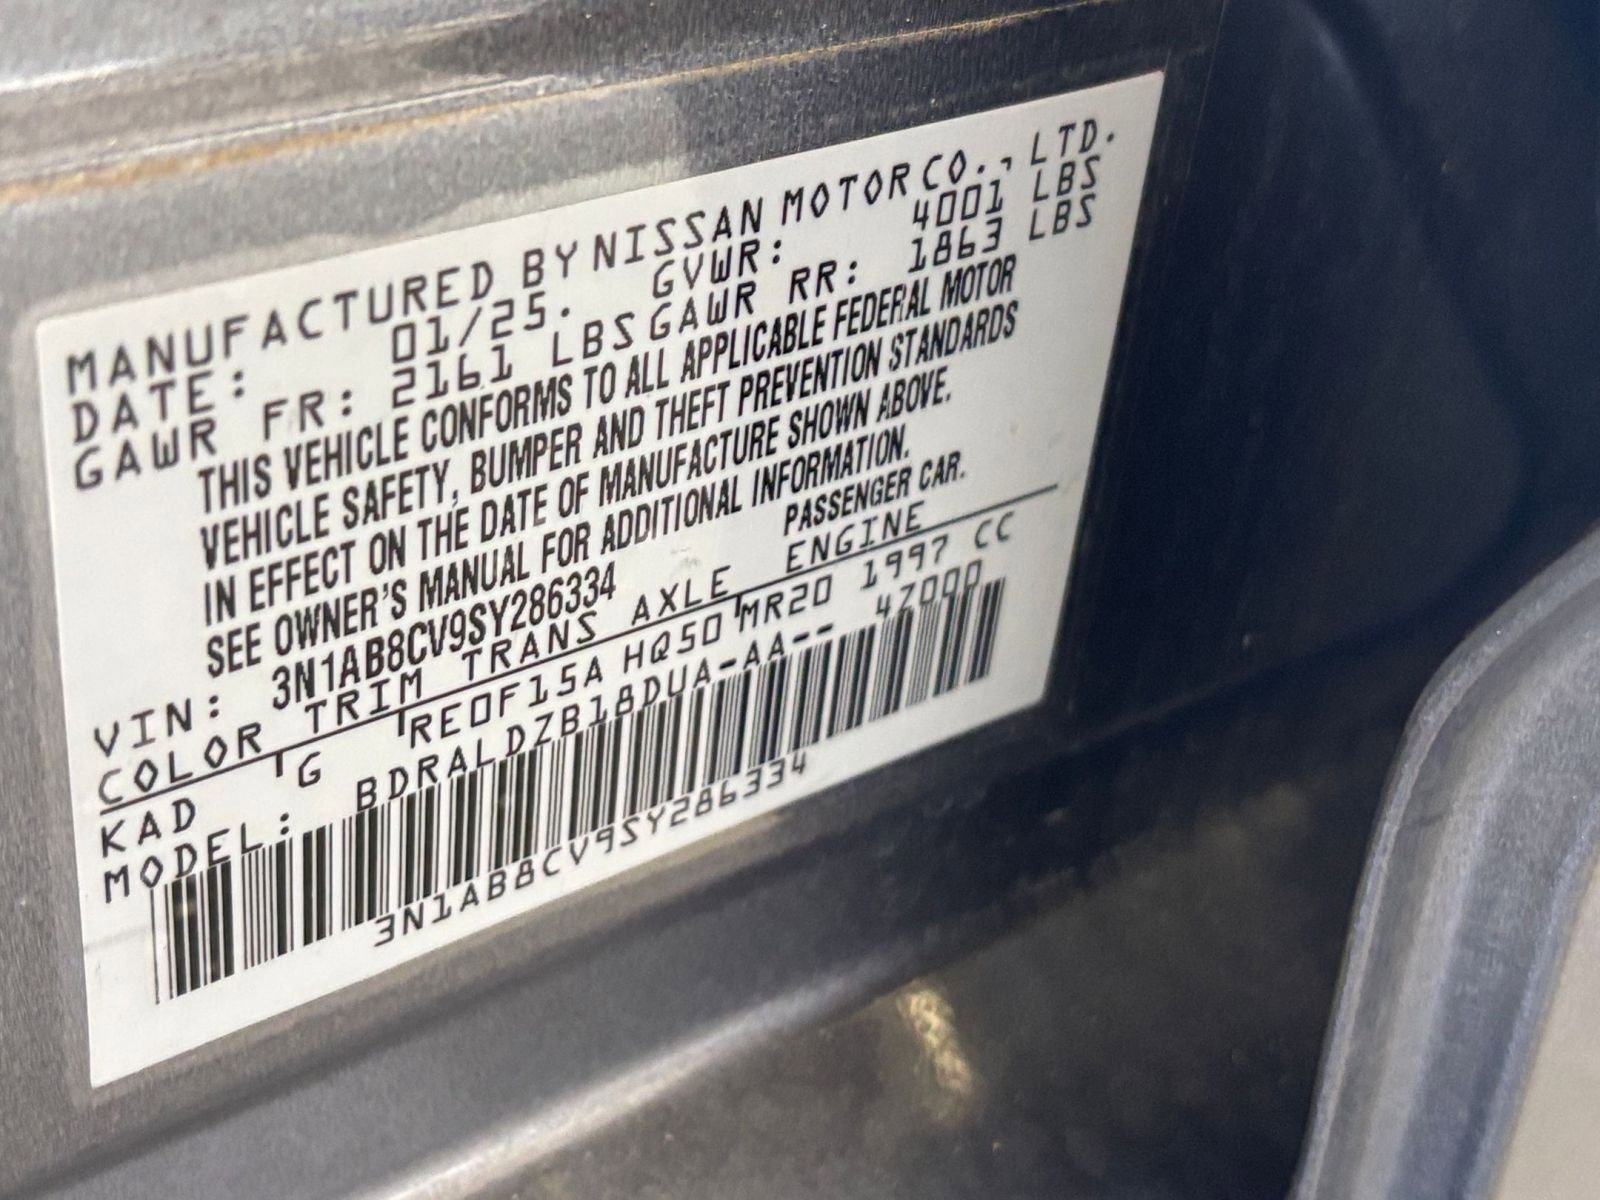 MANUFACTURED BY NISSAN MOTOR CO., LTD.
DATE: 01/25. GVWR: 4001 LBS
GAWR FR: 2161 LBS GAWR RR: 1863 LBS
THIS VEHICLE CONFORMS TO ALL APPLICABLE FEDERAL MOTOR
VEHICLE SAFETY, BUMPER AND THEFT PREVENTION STANDARDS
IN EFFECT ON THE DATE OF MANUFACTURE SHOWN ABOVE.
SEE OWNER'S MANUAL FOR ADDITIONAL INFORMATION.
VIN: 3N1AB8CV9SY286334 PASSENGER CAR.
COLOR TRIM TRANS AXLE ENGINE
KAD G RE0F15A HQ50 MR20 1997 CC
MODEL: BDRALDZB18DUA-AA-- 4Z000
3N1AB8CV9SY286334